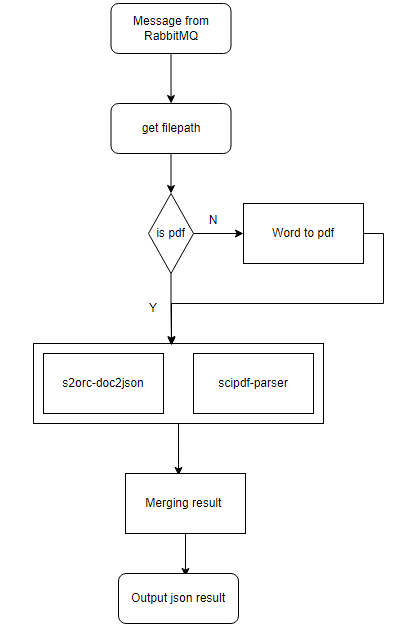 Message from
RabbitMQ
get filepath
is pdf
N
Word to pdf
Y
s2orc-doc2json
scipdf-parser
Merging result
Output json result